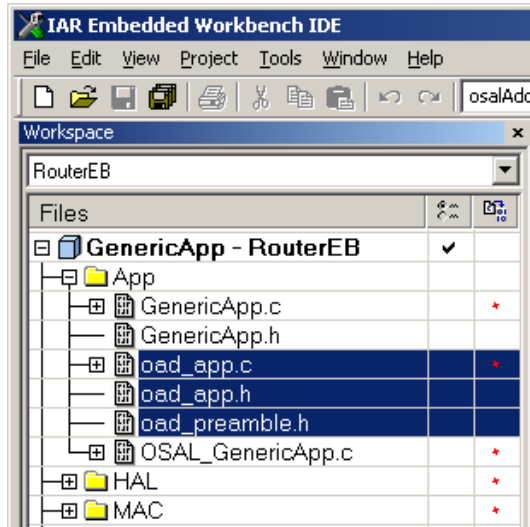 IAR Embedded Workbench IDE
File Edit View Project Tools Window Help
osalAdd
Workspace
RouterEB
Files
GenericApp - RouterEB
App
GenericApp.c
GenericApp.h
oad_app.c
oad_app.h
oad_preamble.h
OSAL_GenericApp.c
HAL
MAC